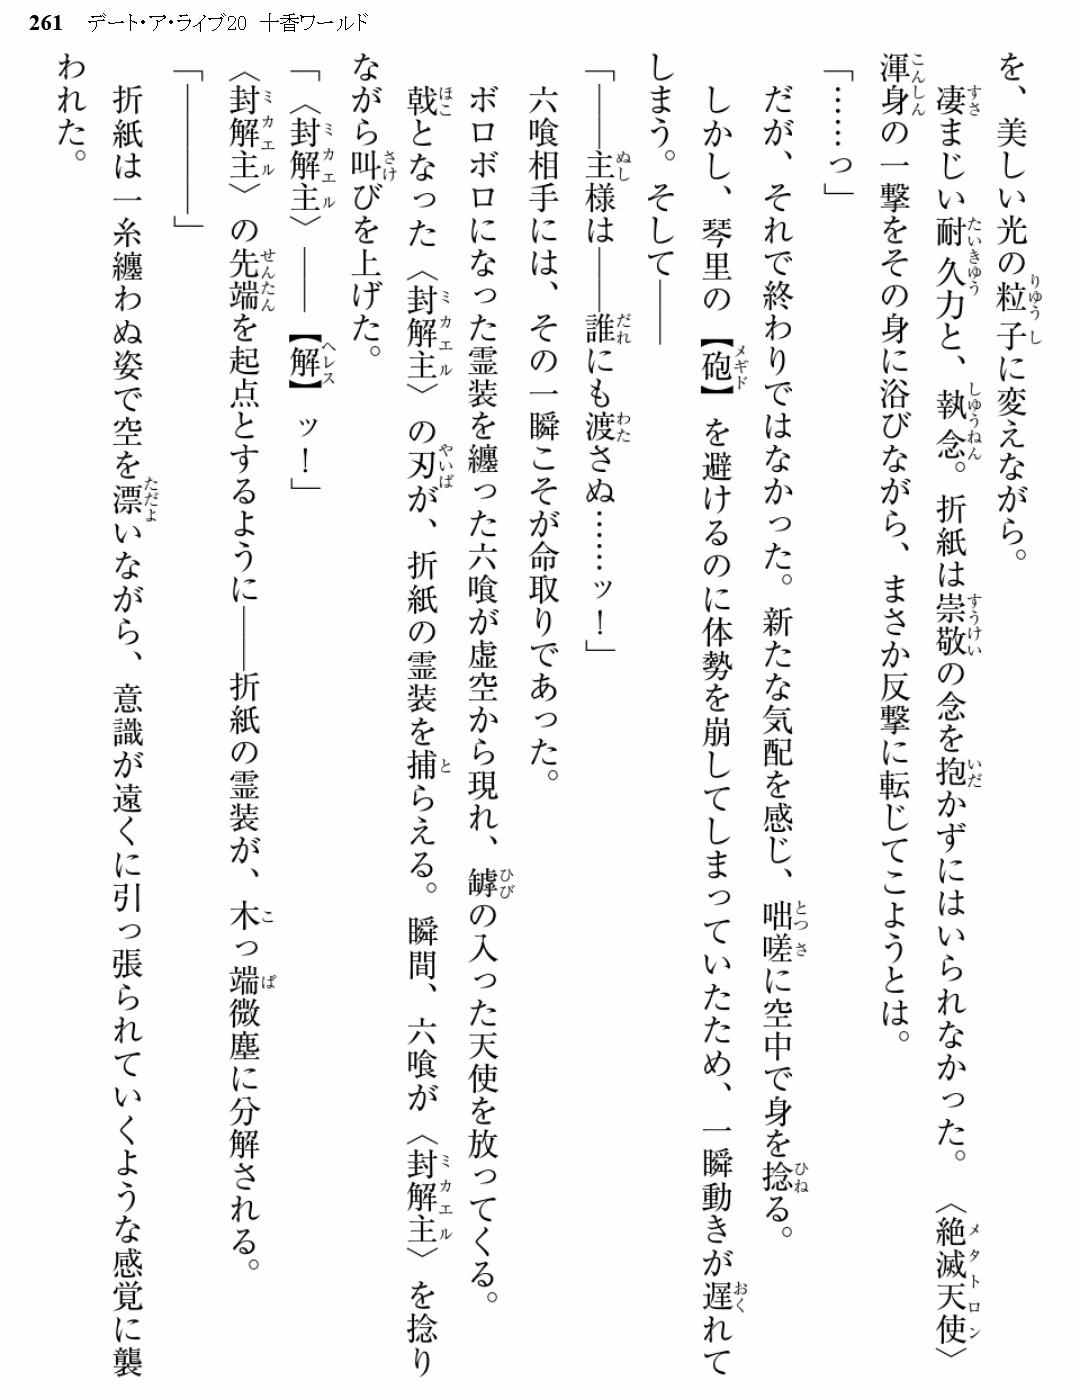 261 デート・ア・ライブ20 十香ワールド
を、美しい光の粒子に変えながら。
凄まじい耐久力と、執念。折紙は崇敬の念を抱かずにはいられなかった。〈絶滅天使〉
渾身の一撃をその身に浴びながら、まさか反撃に転じてこようとは。
「……っ」
だが、それで終わりではなかった。新たな気配を感じ、咄嗟に空中で身を捻る。
しかし、琴里の【砲】を避けるのに体勢を崩してしまっていたため、一瞬動きが遅れて
しまう。そして――
「――主様は――誰にも渡さぬ……ッ！」
六喰相手には、その一瞬こそが命取りであった。
ボロボロになった霊装を纏った六喰が虚空から現れ、罅の入った天使を放ってくる。
戟となった〈封解主〉の刃が、折紙の霊装を捕らえる。瞬間、六喰が〈封解主〉を捻り
ながら叫びを上げた。
「〈封解主〉――【解】ッ！」
〈封解主〉の先端を起点とするように――折紙の霊装が、木っ端微塵に分解される。
「――――」
折紙は一糸纏わぬ姿で空を漂いながら、意識が遠くに引っ張られていくような感覚に襲
われた。